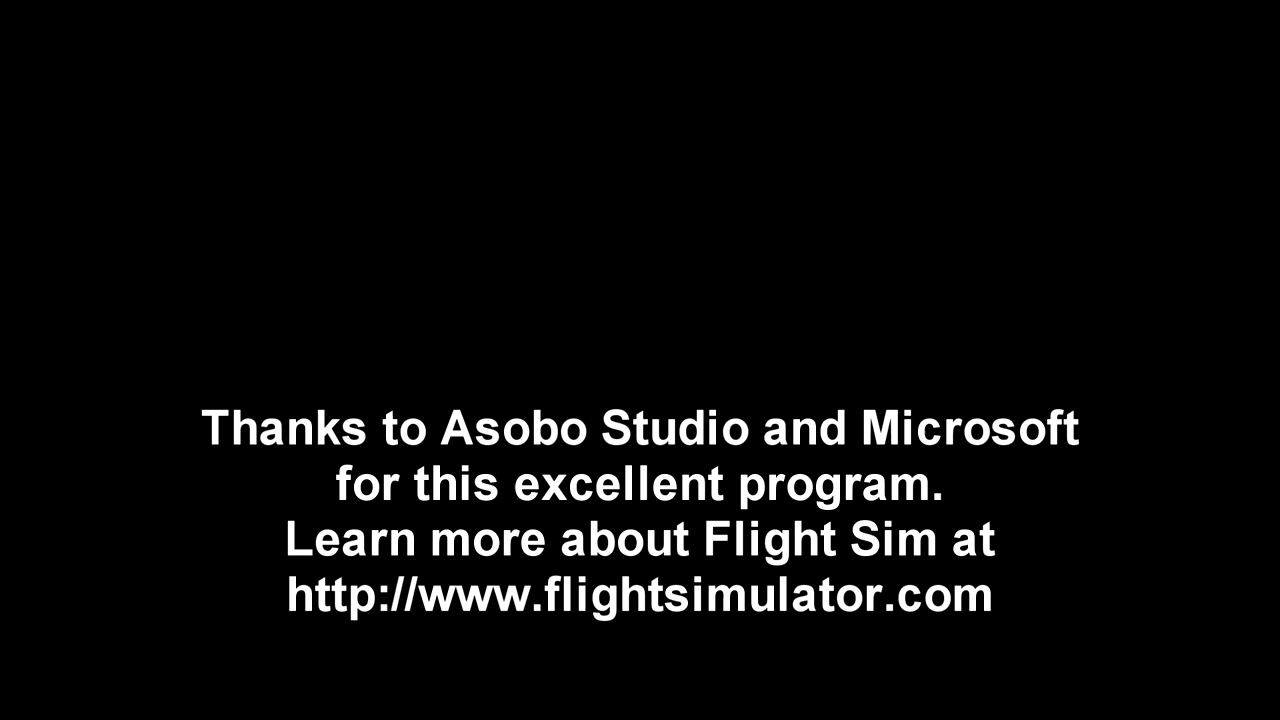 Thanks to Asobo Studio and Microsoft
for this excellent program.
Learn more about Flight Sim at
http://www.flightsimulator.com